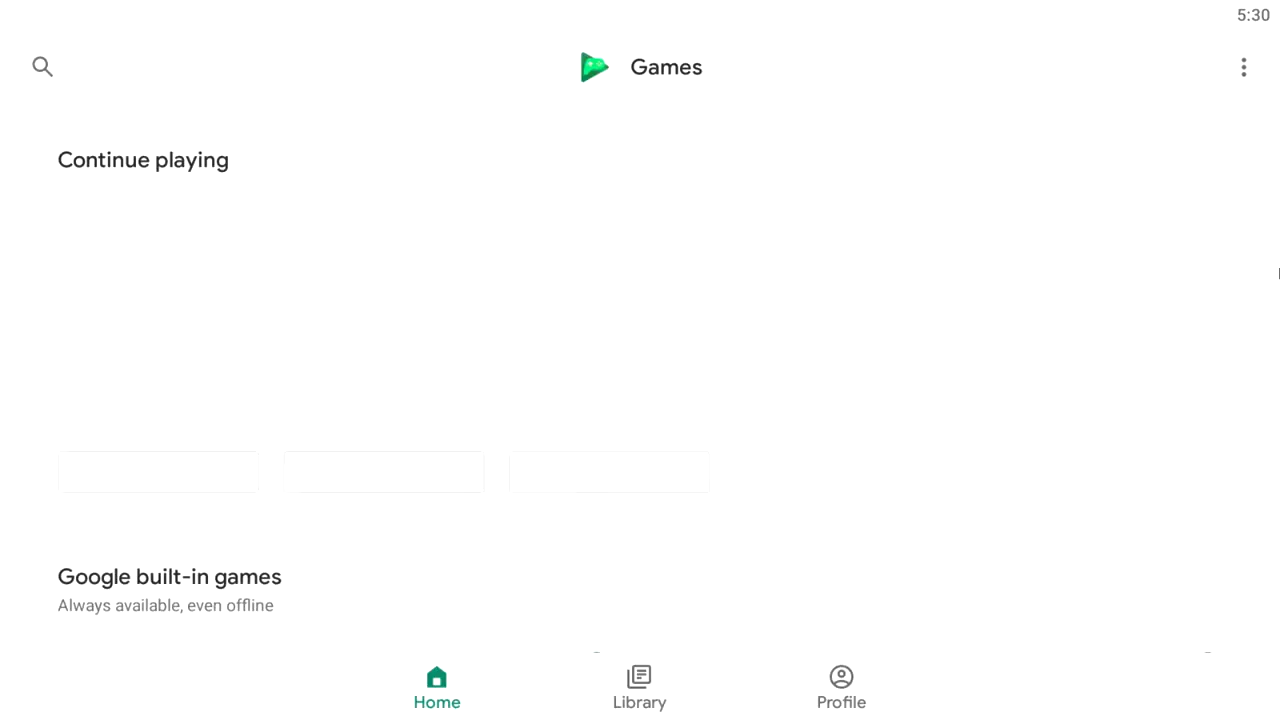 5:30
Games
Continue playing
Google built-in games
Always available, even offline
Home
Library
Profile